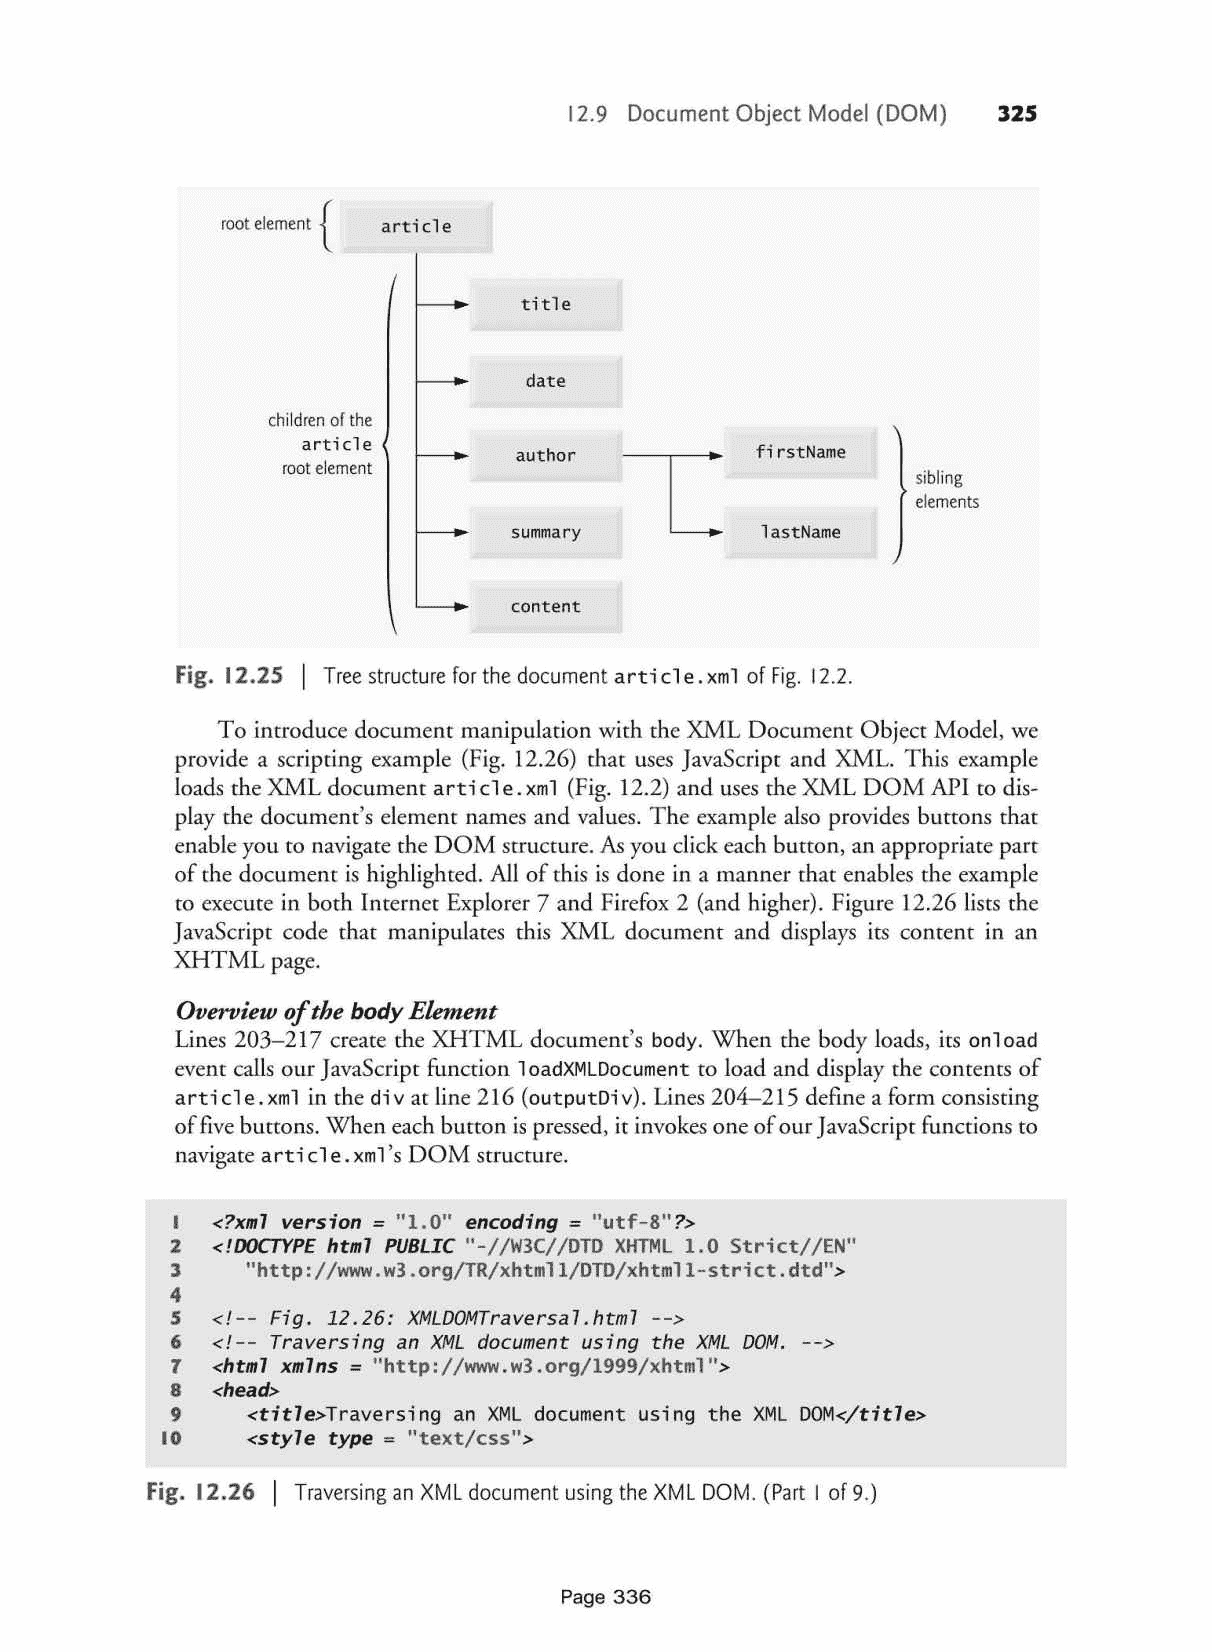 12.9 Document Object Model (DOM) 325
root element
article
title
date
children of the
article
root element
author
firstName
sibling
elements
summary
lastName
content
Fig. 12.25 | Tree structure for the document article.xml of Fig. 12.2.
To introduce document manipulation with the XML Document Object Model, we
provide a scripting example (Fig. 12.26) that uses JavaScript and XML. This example
loads the XML document article.xml (Fig. 12.2) and uses the XML DOM API to dis-
play the document's element names and values. The example also provides buttons that
enable you to navigate the DOM structure. As you click each button, an appropriate part
of the document is highlighted. All of this is done in a manner that enables the example
to execute in both Internet Explorer 7 and Firefox 2 (and higher). Figure 12.26 lists the
JavaScript code that manipulates this XML document and displays its content in an
XHTML page.
Overview of the body Element
Lines 203–217 create the XHTML document's body. When the body loads, its onload
event calls our JavaScript function loadXMLDocument to load and display the contents of
article.xml in the div at line 216 (outputDiv). Lines 204–215 define a form consisting
of five buttons. When each button is pressed, it invokes one of our JavaScript functions to
navigate article.xml's DOM structure.
1 <?xml version = "1.0" encoding = "utf-8"?>
2 <!DOCTYPE html PUBLIC "-//W3C//DTD XHTML 1.0 Strict//EN"
3 "http://www.w3.org/TR/xhtml1/DTD/xhtml1-strict.dtd">
4
5 <!-- Fig. 12.26: XMLDOMTraversal.html -->
6 <!-- Traversing an XML document using the XML DOM. -->
7 <html xmlns = "http://www.w3.org/1999/xhtml">
8 <head>
9 <title>Traversing an XML document using the XML DOM</title>
10 <style type = "text/css">
Fig. 12.26 | Traversing an XML document using the XML DOM. (Part 1 of 9.)
Page 336